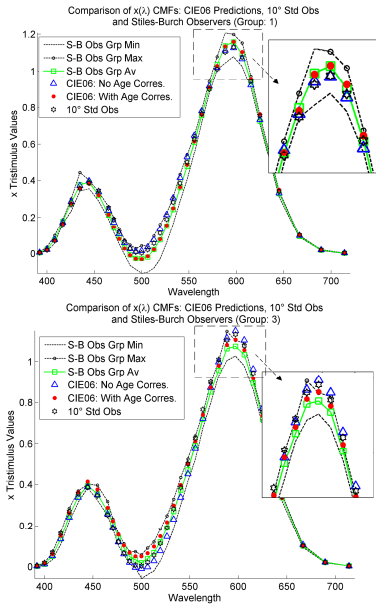 Comparison of x(λ) CMFs: CIE06 Predictions, 10° Std Obs
and Stiles-Burch Observers (Group: 1)
x Tristimulus Values
1.2
1
0.8
0.6
0.4
0.2
0
S-B Obs Grp Min
S-B Obs Grp Max
S-B Obs Grp Av
CIE06: No Age Corres.
CIE06: With Age Corres.
10° Std Obs
400 450 500 550 600 650 700
Wavelength
Comparison of x(λ) CMFs: CIE06 Predictions, 10° Std Obs
and Stiles-Burch Observers (Group: 3)
x Tristimulus Values
1
0.8
0.6
0.4
0.2
0
S-B Obs Grp Min
S-B Obs Grp Max
S-B Obs Grp Av
CIE06: No Age Corres.
CIE06: With Age Corres.
10° Std Obs
400 450 500 550 600 650 700
Wavelength